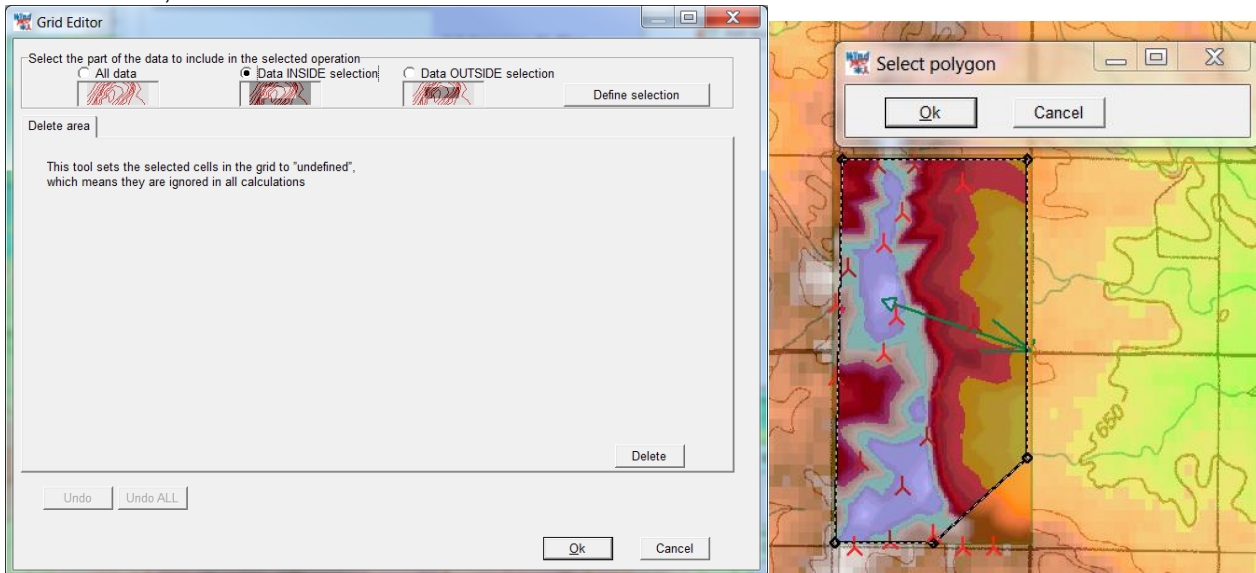 Grid Editor
Select the part of the data to include in the selected operation
All data
Data INSIDE selection
Data OUTSIDE selection
Define selection
Delete area
This tool sets the selected cells in the grid to "undefined",
which means they are ignored in all calculations
Delete
Undo
Undo ALL
Ok
Cancel
Select polygon
Ok
Cancel
650